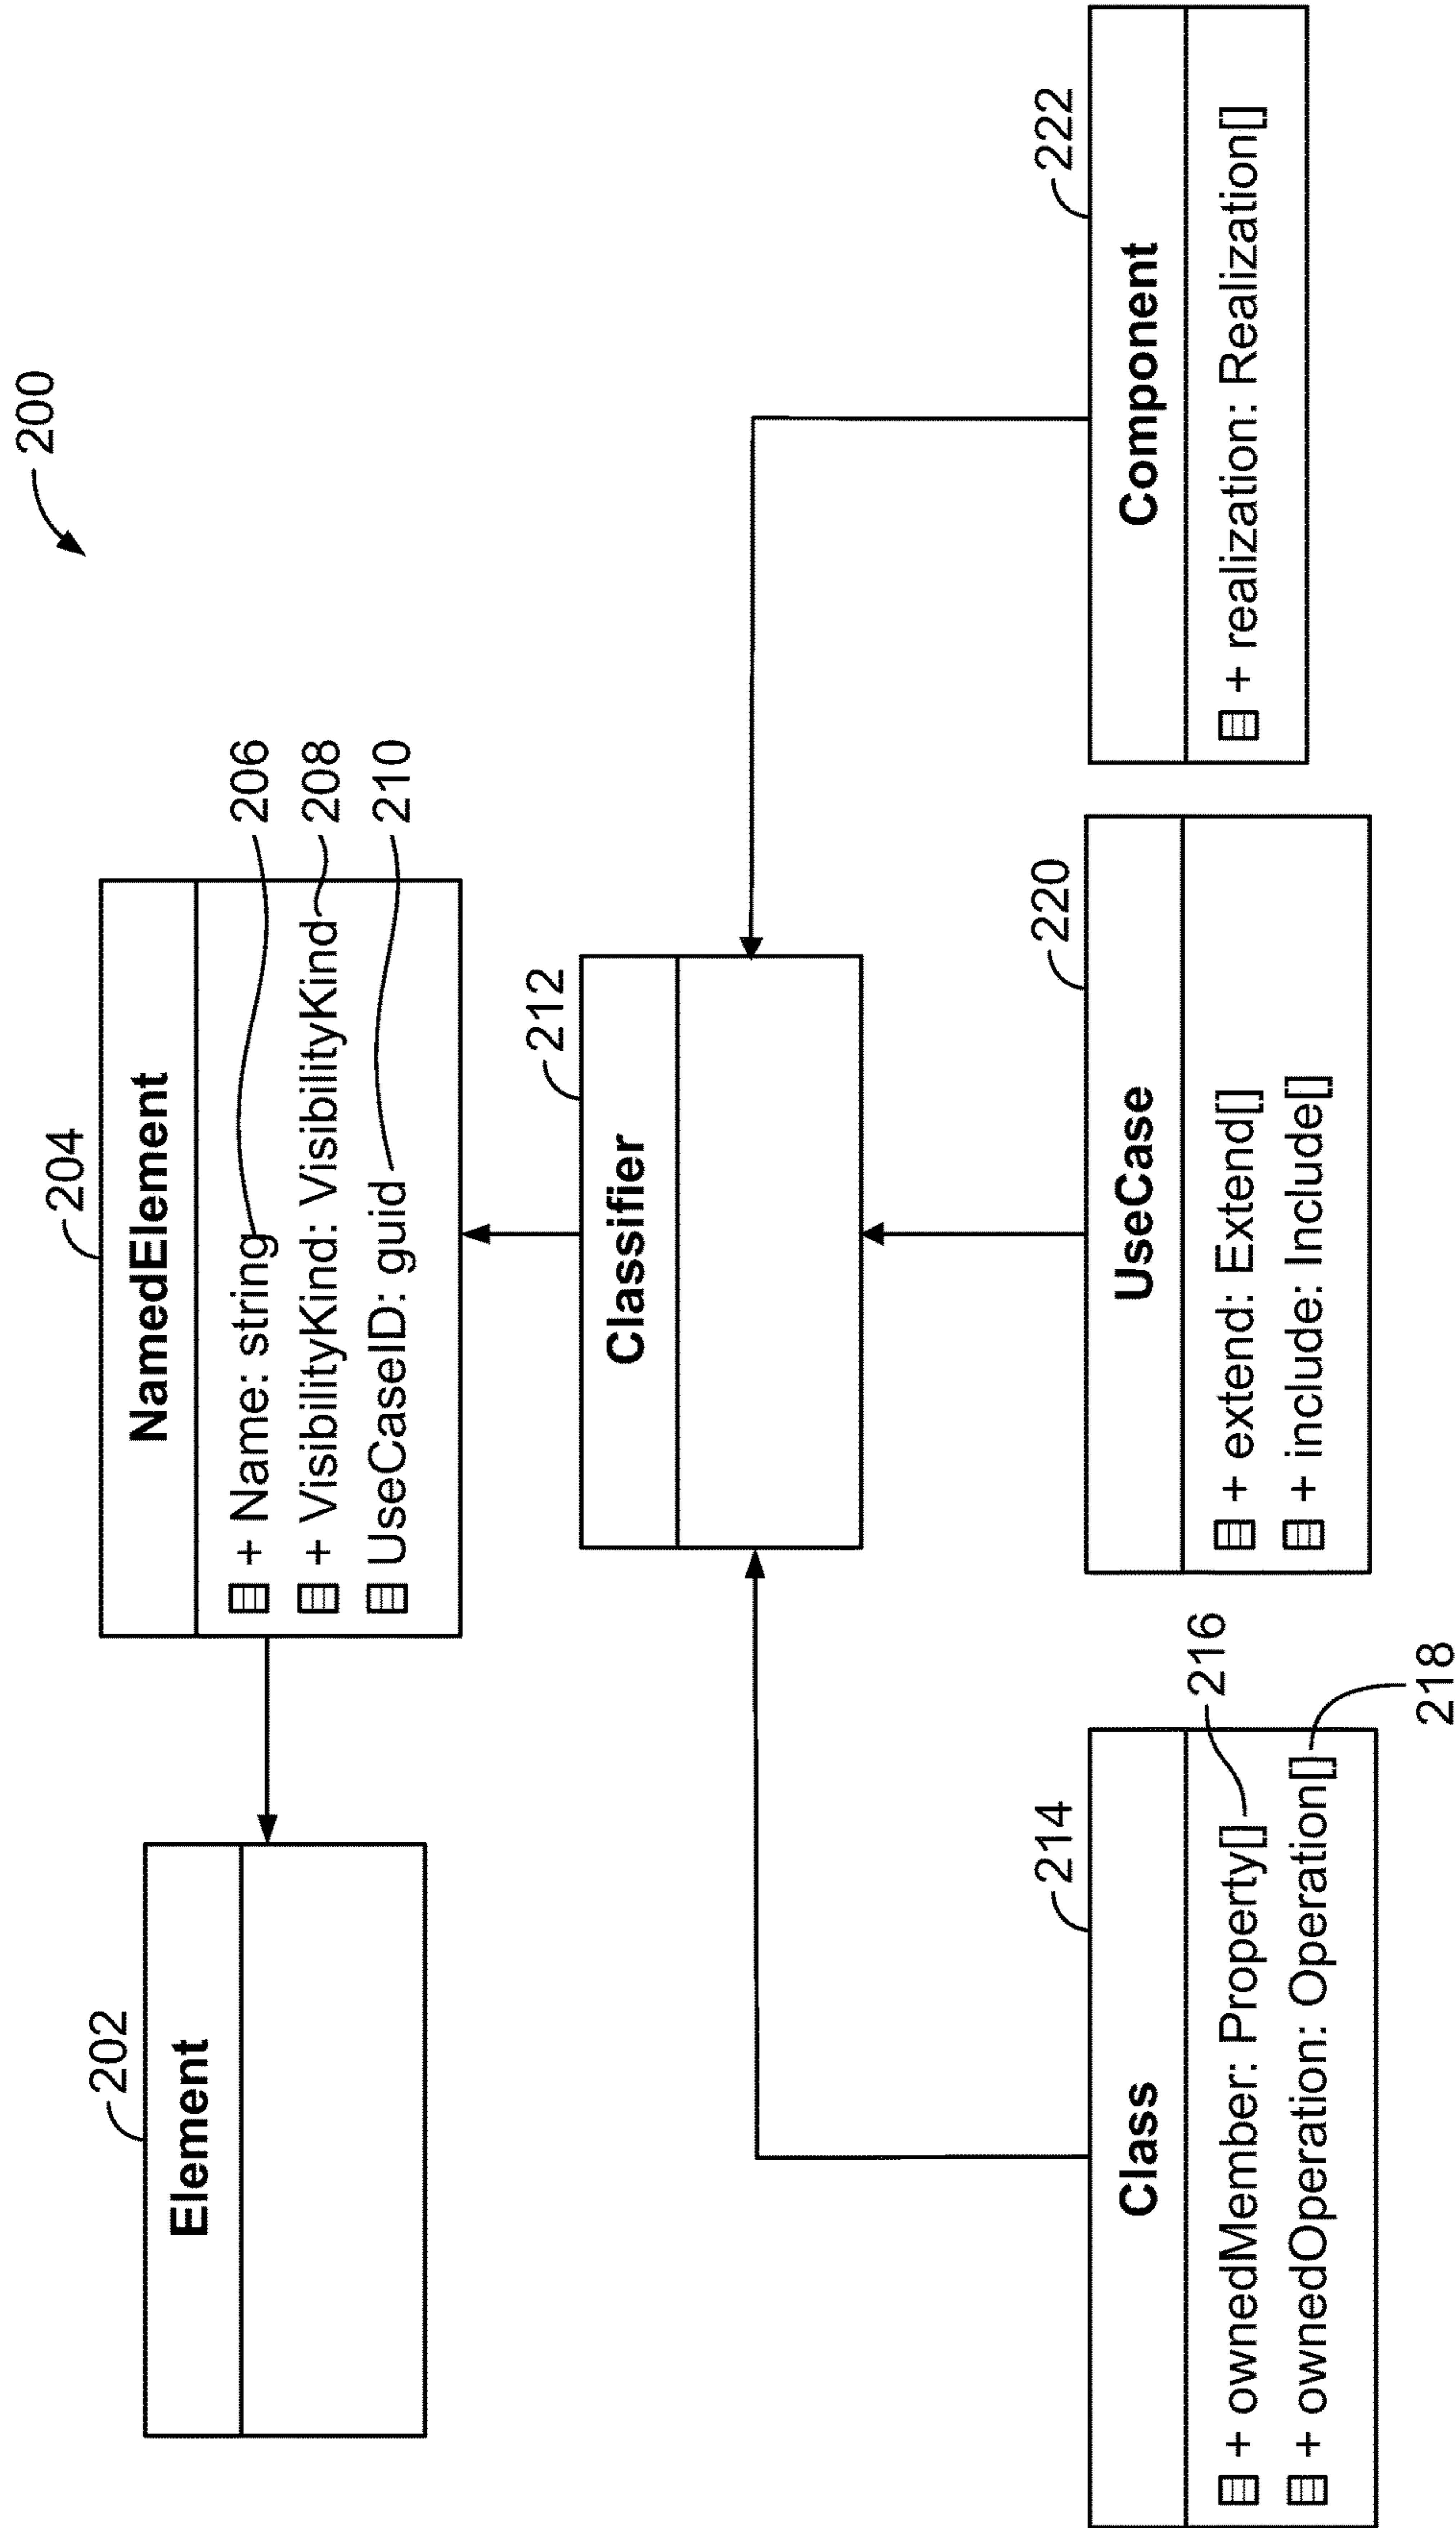 200
202
Element
204
NamedElement
+ Name: string
206
+ VisibilityKind: VisibilityKind
208
UseCaseID: guid
210
212
Classifier
214
Class
+ ownedMember: Property[]
216
+ ownedOperation: Operation[]
218
220
UseCase
+ extend: Extend[]
+ include: Include[]
222
Component
+ realization: Realization[]